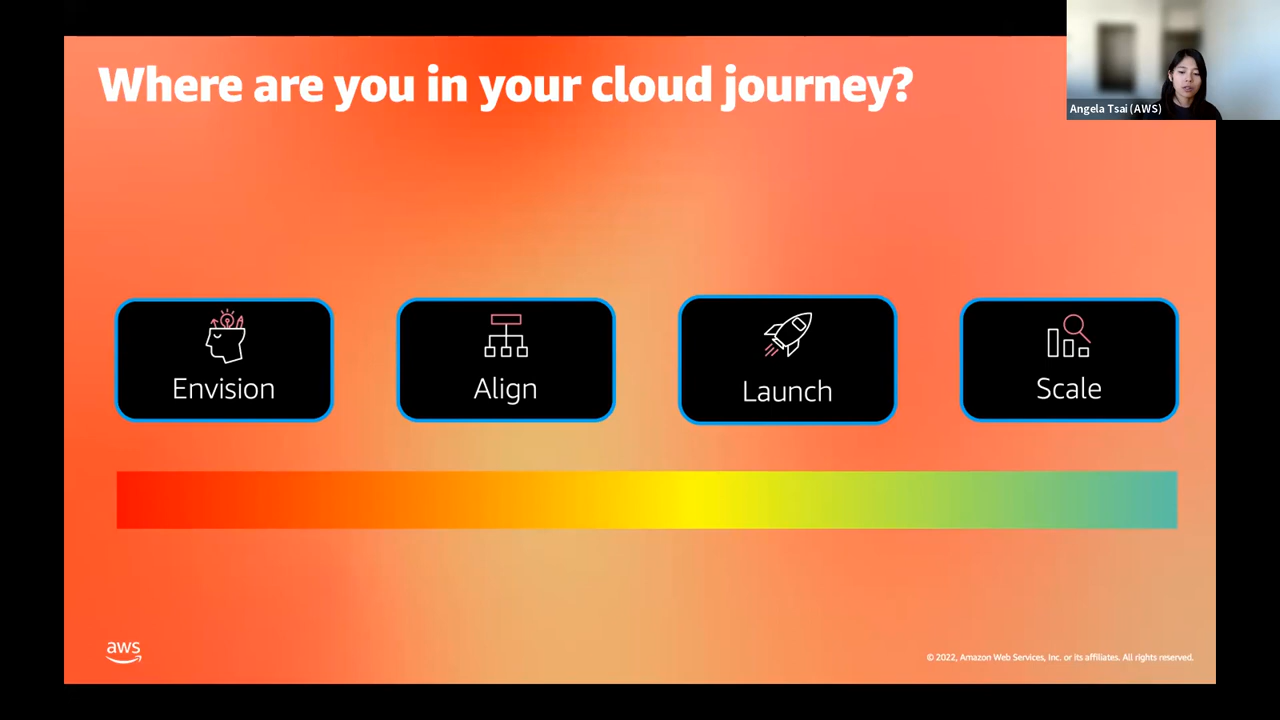 Where are you in your cloud journey?
Angela Tsai (AWS)
Envision
Align
Launch
Scale
aws
© 2022, Amazon Web Services, Inc. or its affiliates. All rights reserved.